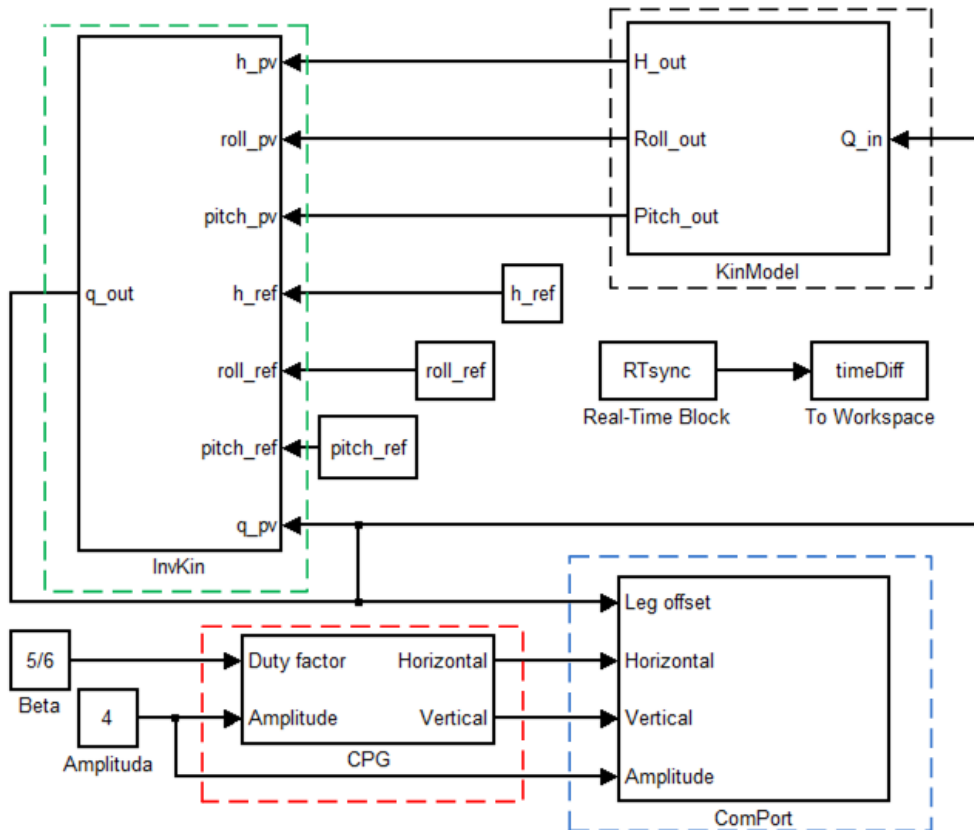 h_pv
H_out
roll_pv
Roll_out
Q_in
pitch_pv
Pitch_out
KinModel
q_out
h_ref
h_ref
roll_ref
roll_ref
RTsync
timeDiff
Real-Time Block
To Workspace
pitch_ref
pitch_ref
q_pv
InvKin
Leg offset
5/6
Beta
Duty factor
Horizontal
Horizontal
4
Amplituda
Amplitude
Vertical
Vertical
CPG
Amplitude
ComPort